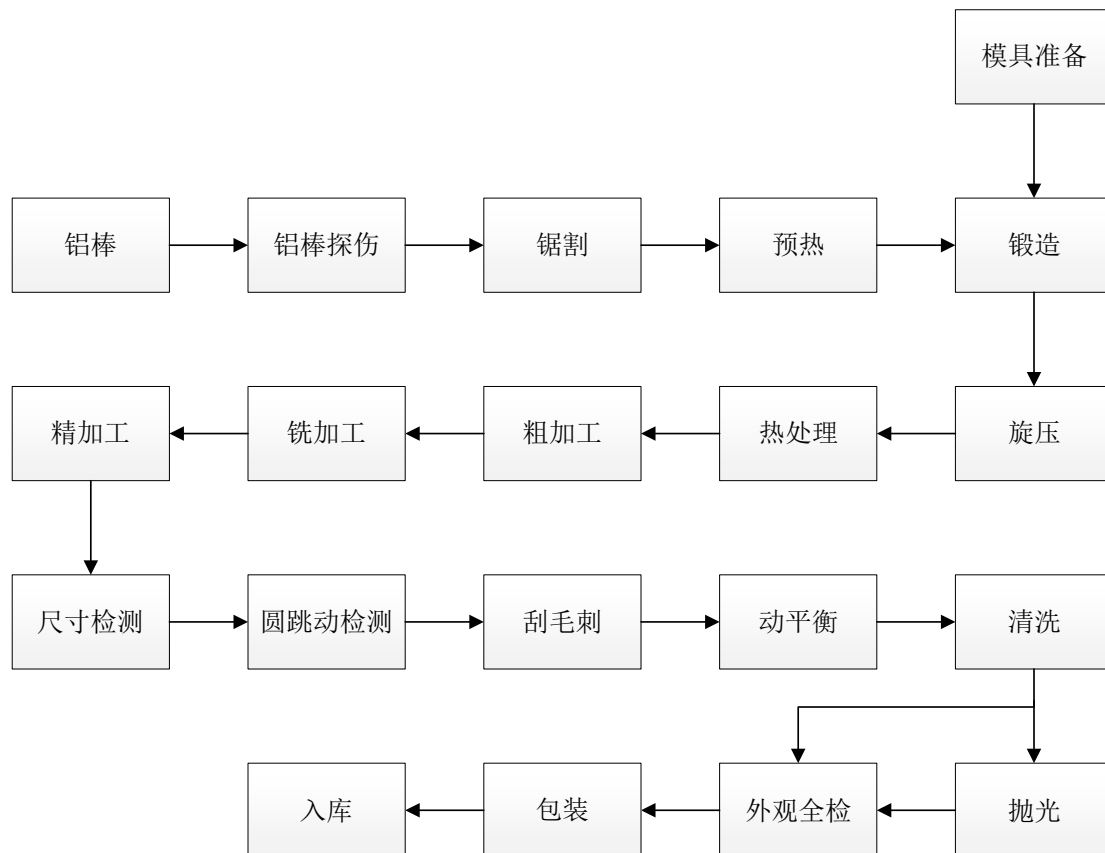 模具准备
铝棒
铝棒探伤
锯割
预热
锻造
精加工
铣加工
粗加工
热处理
旋压
尺寸检测
圆跳动检测
刮毛刺
动平衡
清洗
入库
包装
外观全检
抛光